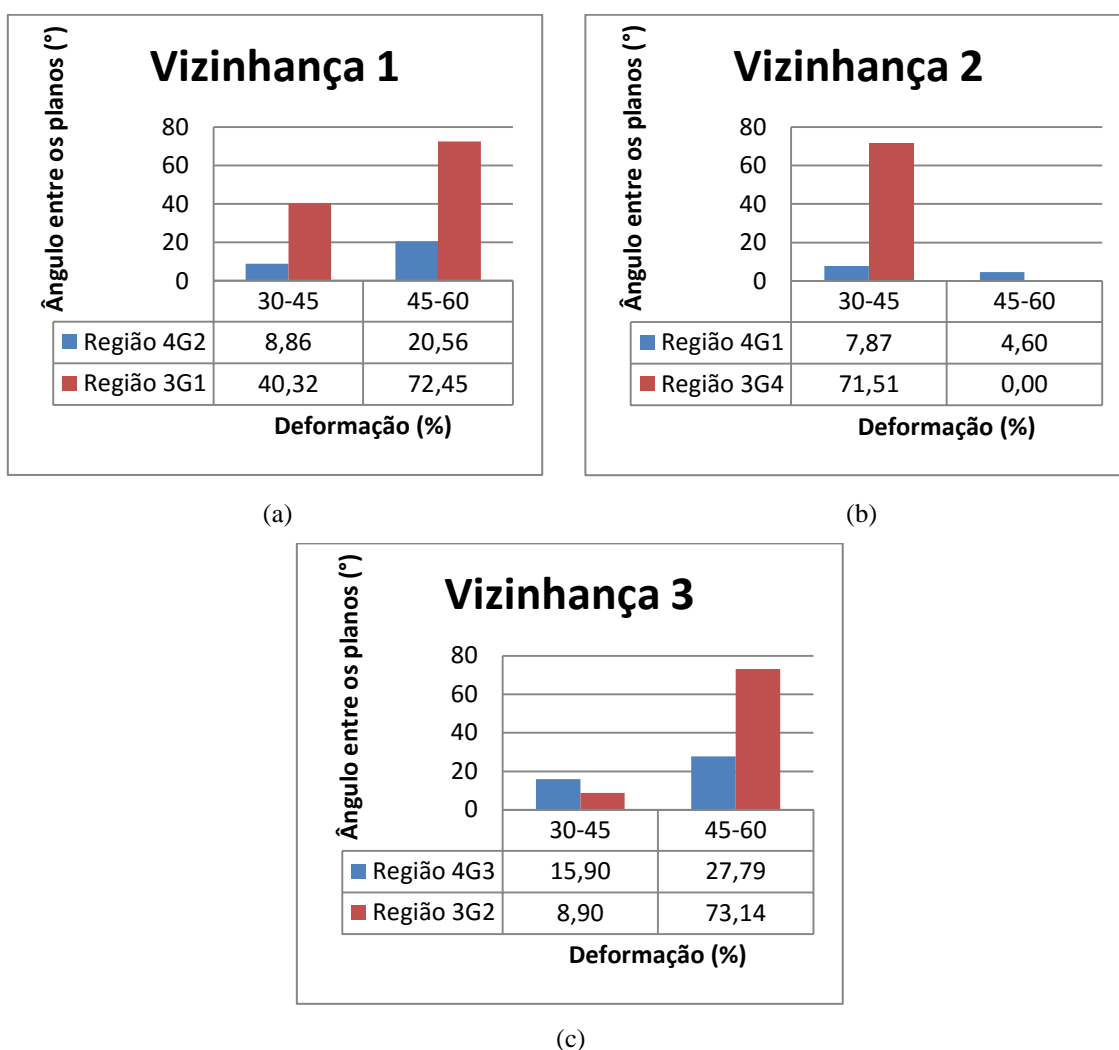 Vizinhança 1
Ângulo entre os planos (°)
80
60
40
20
0
30-45 45-60
Região 4G2 8,86 20,56
Região 3G1 40,32 72,45
Deformação (%)
(a)
Vizinhança 2
Ângulo entre os planos (°)
80
60
40
20
0
30-45 45-60
Região 4G1 7,87 4,60
Região 3G4 71,51 0,00
Deformação (%)
(b)
Vizinhança 3
Ângulo entre os planos (°)
80
60
40
20
0
30-45 45-60
Região 4G3 15,90 27,79
Região 3G2 8,90 73,14
Deformação (%)
(c)